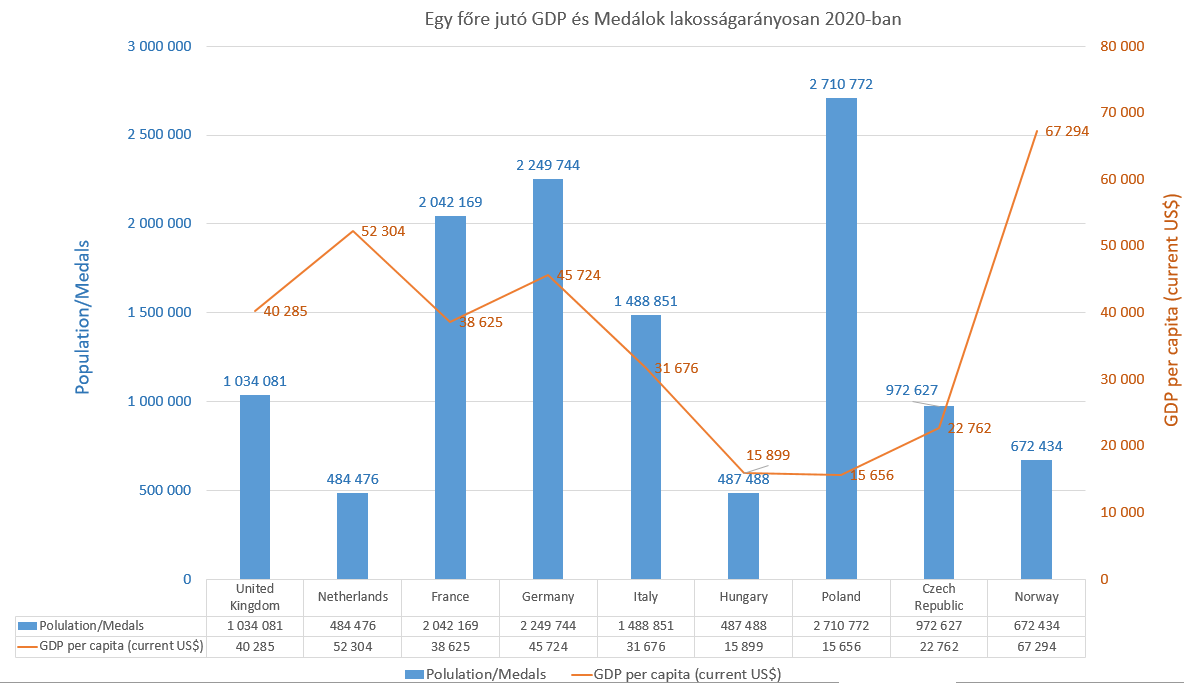 Egy főre jutó GDP és Medálok lakosságarányosan 2020-ban
3 000 000
2 500 000
2 000 000
1 500 000
1 000 000
500 000
0
Population/Medals
80 000
70 000
60 000
50 000
40 000
30 000
20 000
10 000
0
GDP per capita (current US$)
1 034 081
484 476
2 042 169
2 249 744
1 488 851
487 488
2 710 772
972 627
672 434
40 285
52 304
38 625
45 724
31 676
15 899
15 656
22 762
67 294
United Kingdom Netherlands France Germany Italy Hungary Poland Czech Republic Norway
Polulation/Medals 1 034 081 484 476 2 042 169 2 249 744 1 488 851 487 488 2 710 772 972 627 672 434
GDP per capita (current US$) 40 285 52 304 38 625 45 724 31 676 15 899 15 656 22 762 67 294
Polulation/Medals GDP per capita (current US$)